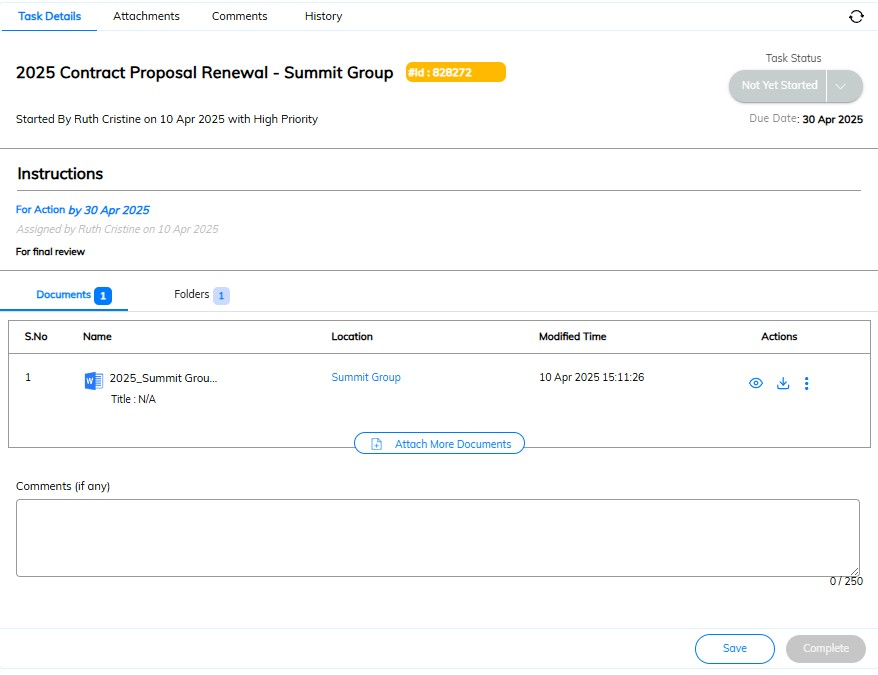 Task Details Attachments Comments History
Task Status
2025 Contract Proposal Renewal - Summit Group #Id : 828272
Not Yet Started
Started By Ruth Cristine on 10 Apr 2025 with High Priority
Due Date: 30 Apr 2025
Instructions
For Action by 30 Apr 2025
Assigned by Ruth Cristine on 10 Apr 2025
For final review
Documents 1 Folders 1
S.No Name Location Modified Time Actions
1 W 2025_Summit Grou... Summit Group 10 Apr 2025 15:11:26
Title : N/A
Attach More Documents
Comments (if any)
0 / 250
Save Complete